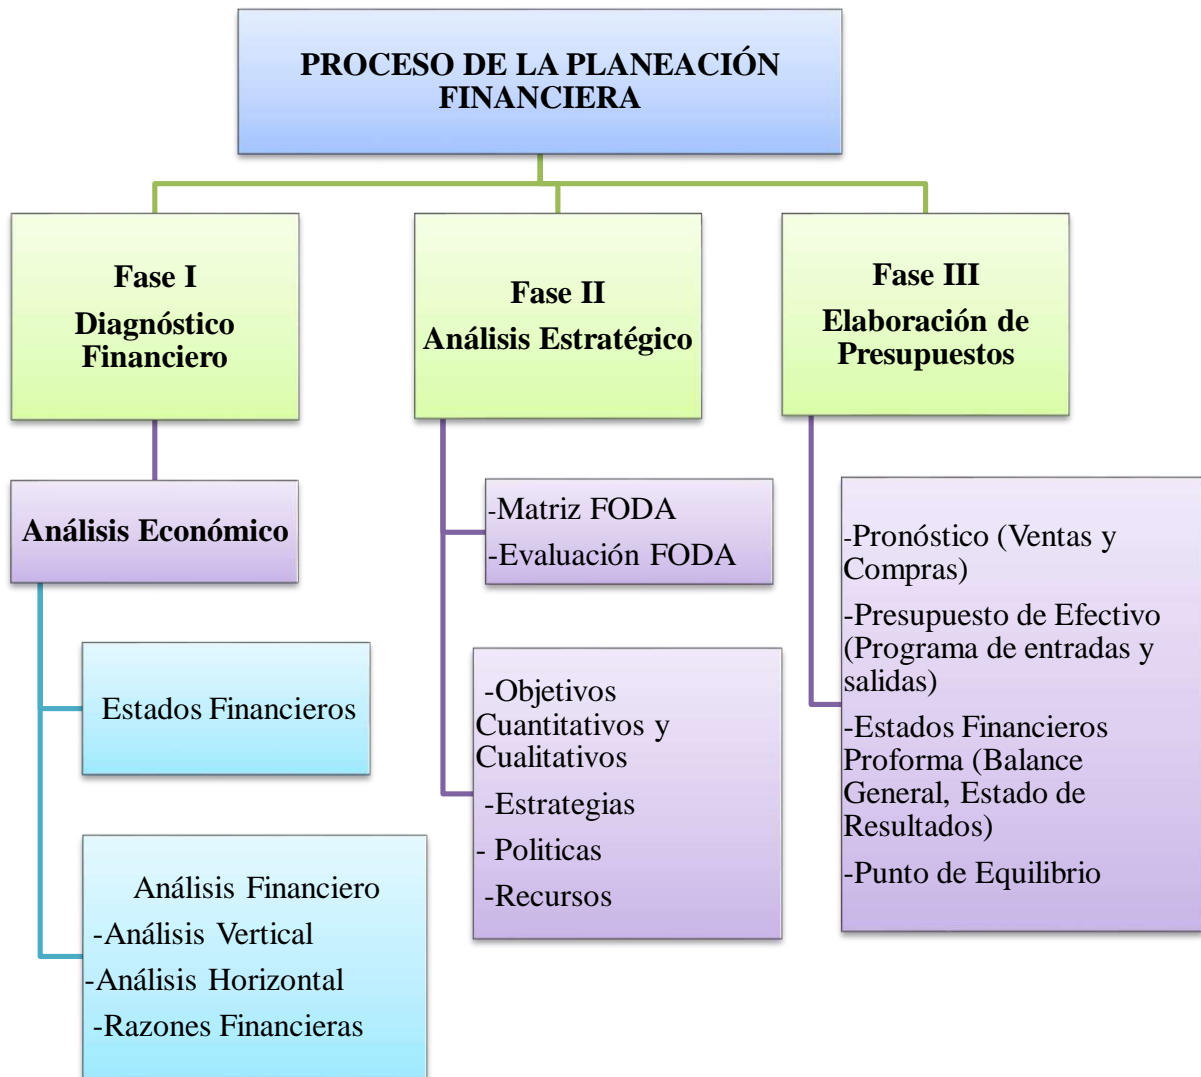 PROCESO DE LA PLANEACIÓN
FINANCIERA
Fase I
Diagnóstico
Financiero
Análisis Económico
Estados Financieros
Análisis Financiero
-Análisis Vertical
-Análisis Horizontal
-Razones Financieras
Fase II
Análisis Estratégico
-Matriz FODA
-Evaluación FODA
-Objetivos
Cuantitativos y
Cualitativos
-Estrategias
- Politicas
-Recursos
Fase III
Elaboración de
Presupuestos
-Pronóstico (Ventas y
Compras)
-Presupuesto de Efectivo
(Programa de entradas y
salidas)
-Estados Financieros
Proforma (Balance
General, Estado de
Resultados)
-Punto de Equilibrio